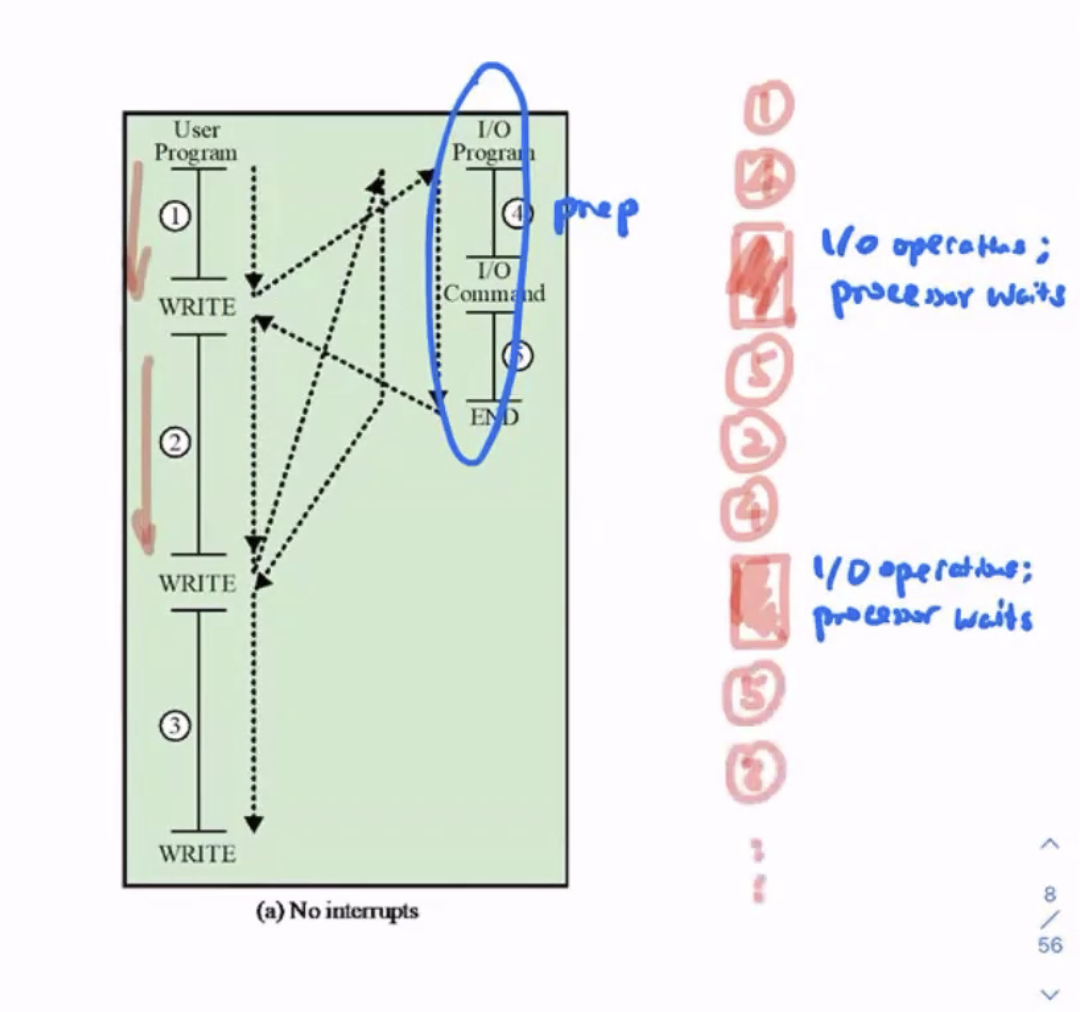 User
Program
I/O
Program
①
④
prep
WRITE
I/O
Command
⑤
END
②
WRITE
③
WRITE
(a) No interrupts
①
④
I/O operations;
processor waits
⑤
②
④
I/O operations;
processor waits
⑤
8
/
56